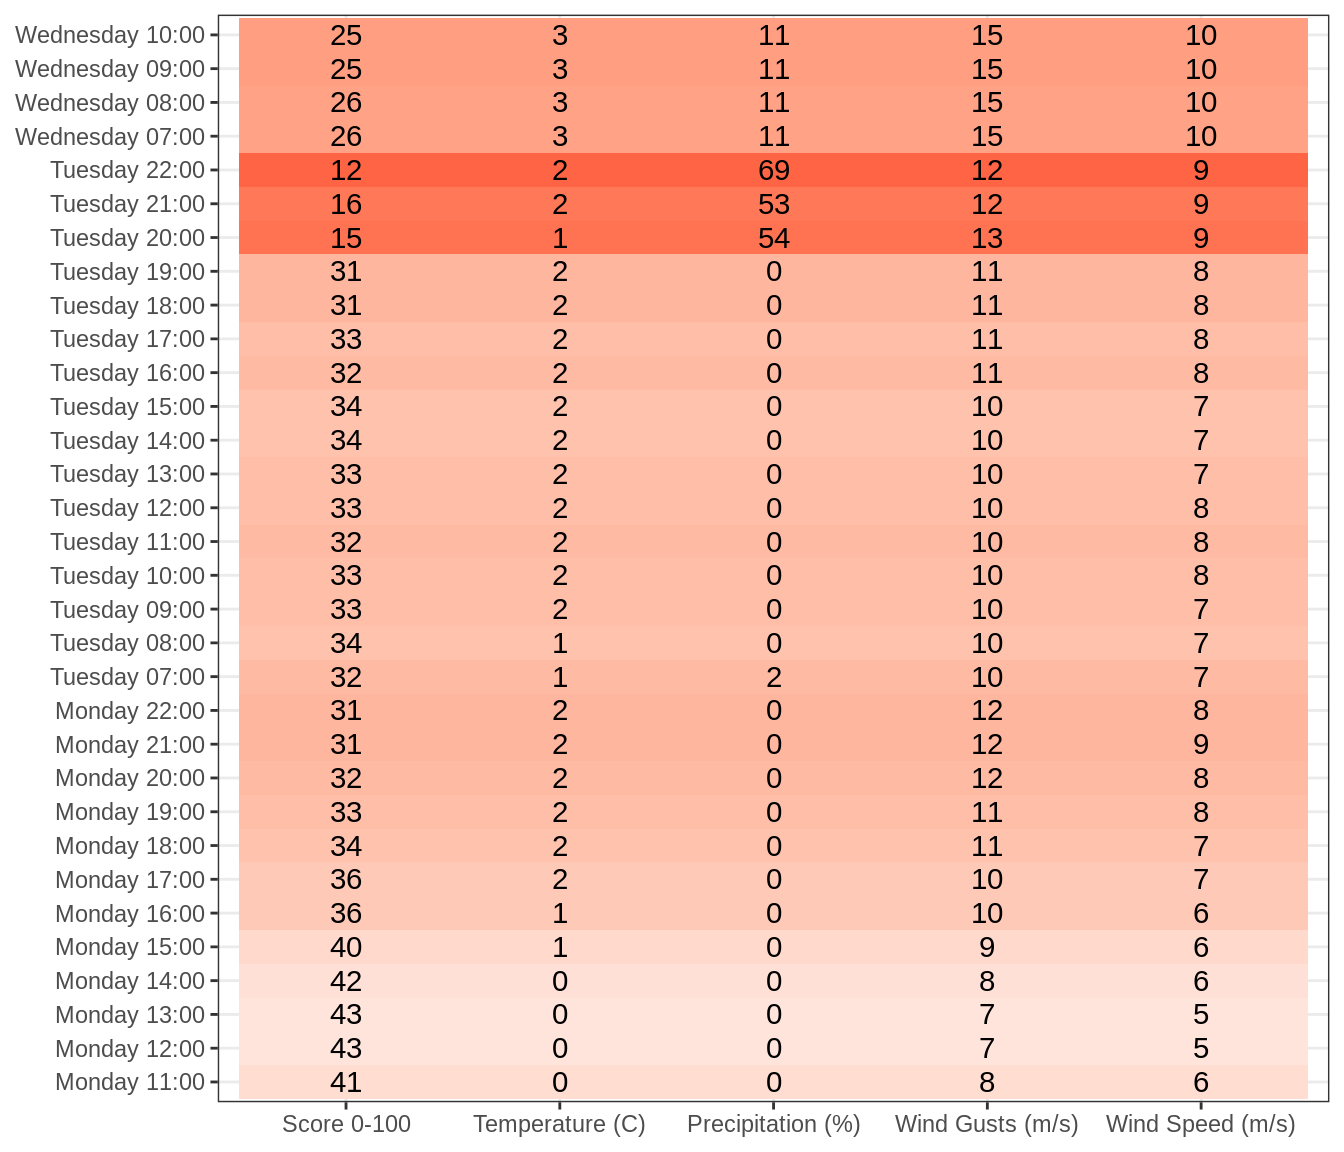 Wednesday 10:00 25 3 11 15 10
Wednesday 09:00 25 3 11 15 10
Wednesday 08:00 26 3 11 15 10
Wednesday 07:00 26 3 11 15 10
Tuesday 22:00 12 2 69 12 9
Tuesday 21:00 16 2 53 12 9
Tuesday 20:00 15 1 54 13 9
Tuesday 19:00 31 2 0 11 8
Tuesday 18:00 31 2 0 11 8
Tuesday 17:00 33 2 0 11 8
Tuesday 16:00 32 2 0 11 8
Tuesday 15:00 34 2 0 10 7
Tuesday 14:00 34 2 0 10 7
Tuesday 13:00 33 2 0 10 7
Tuesday 12:00 33 2 0 10 8
Tuesday 11:00 32 2 0 10 8
Tuesday 10:00 33 2 0 10 8
Tuesday 09:00 33 2 0 10 7
Tuesday 08:00 34 1 0 10 7
Tuesday 07:00 32 1 2 10 7
Monday 22:00 31 2 0 12 8
Monday 21:00 31 2 0 12 9
Monday 20:00 32 2 0 12 8
Monday 19:00 33 2 0 11 8
Monday 18:00 34 2 0 11 7
Monday 17:00 36 2 0 10 7
Monday 16:00 36 1 0 10 6
Monday 15:00 40 1 0 9 6
Monday 14:00 42 0 0 8 6
Monday 13:00 43 0 0 7 5
Monday 12:00 43 0 0 7 5
Monday 11:00 41 0 0 8 6
Score 0-100 Temperature (C) Precipitation (%) Wind Gusts (m/s) Wind Speed (m/s)